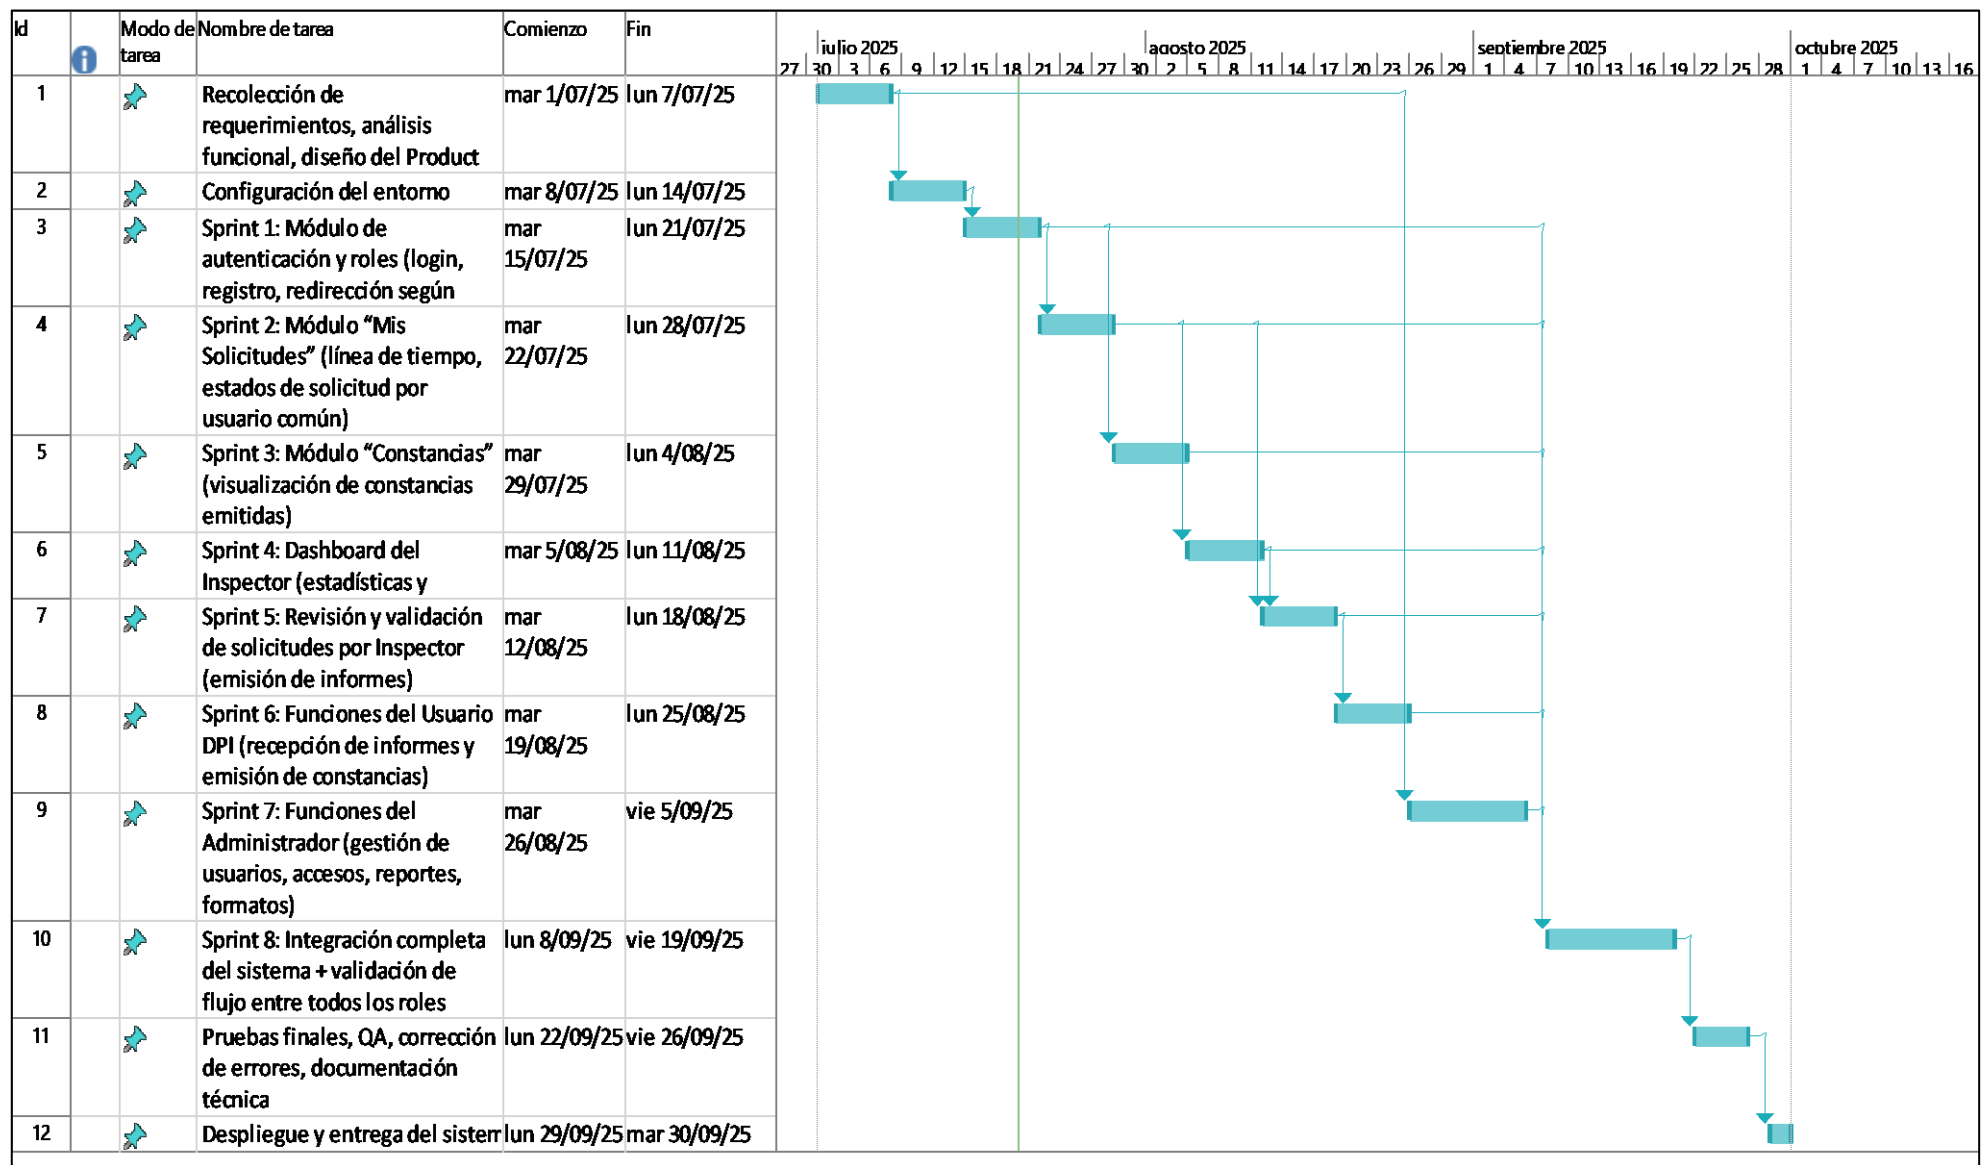 Id
Modo de tarea
Nombre de tarea
Comienzo
Fin
julio 2025
agosto 2025
septiembre 2025
octubre 2025
27 30 3 6 9 12 15 18 21 24 27 30 2 5 8 11 14 17 20 23 26 29 1 4 7 10 13 16 19 22 25 28 1 4 7 10 13 16
1
Recolección de
requerimientos, análisis
funcional, diseño del Product
mar 1/07/25
lun 7/07/25
2
Configuración del entorno
mar 8/07/25
lun 14/07/25
3
Sprint 1: Módulo de
autenticación y roles (login,
registro, redirección según
mar
15/07/25
lun 21/07/25
4
Sprint 2: Módulo “Mis
Solicitudes” (línea de tiempo,
estados de solicitud por
usuario común)
mar
22/07/25
lun 28/07/25
5
Sprint 3: Módulo “Constancias”
(visualización de constancias
emitidas)
mar
29/07/25
lun 4/08/25
6
Sprint 4: Dashboard del
Inspector (estadísticas y
mar 5/08/25
lun 11/08/25
7
Sprint 5: Revisión y validación
de solicitudes por Inspector
(emisión de informes)
mar
12/08/25
lun 18/08/25
8
Sprint 6: Funciones del Usuario
DPI (recepción de informes y
emisión de constancias)
mar
19/08/25
lun 25/08/25
9
Sprint 7: Funciones del
Administrador (gestión de
usuarios, accesos, reportes,
formatos)
mar
26/08/25
vie 5/09/25
10
Sprint 8: Integración completa
del sistema + validación de
flujo entre todos los roles
lun 8/09/25
vie 19/09/25
11
Pruebas finales, QA, corrección
de errores, documentación
técnica
lun 22/09/25
vie 26/09/25
12
Despliegue y entrega del sistem
lun 29/09/25
mar 30/09/25